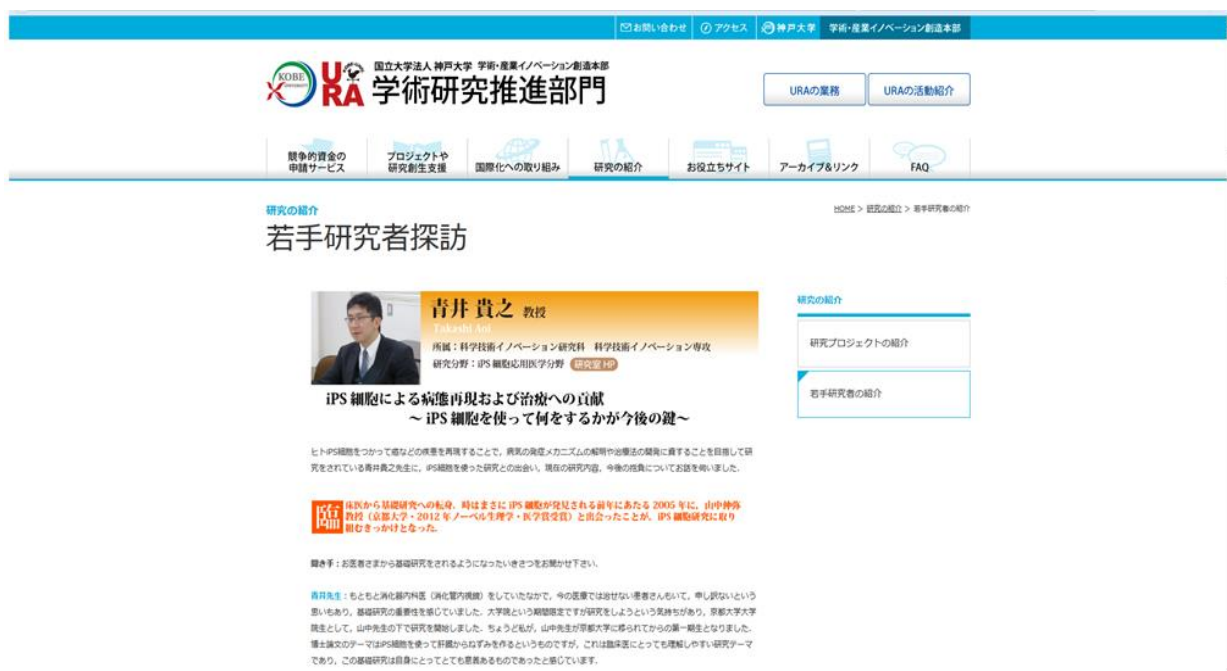 お問い合わせ
アクセス
神戸大学
学術・産業イノベーション創造本部
KOBE
UNIVERSITY
URA
国立大学法人 神戸大学 学術・産業イノベーション創造本部
学術研究推進部門
URAの業務
URAの活動紹介
競争的資金の
申請サービス
プロジェクトや
研究創生支援
国際化への取り組み
研究の紹介
お役立ちサイト
アーカイブ&リンク
FAQ
研究の紹介
HOME > 研究の紹介 > 若手研究者の紹介
若手研究者探訪
青井 貴之 教授
Takashi Aoi
所属:科学技術イノベーション研究科 科学技術イノベーション専攻
研究分野:iPS 細胞応用医学分野 研究室 HP
研究の紹介
研究プロジェクトの紹介
若手研究者の紹介
iPS 細胞による病態再現および治療への貢献
~ iPS 細胞を使って何をするかが今後の鍵~
ヒトiPS細胞をつかって癌などの疾患を再現することで,病気の発症メカニズムの解明や治療法の開発に資することを目指して研
究をされている青井貴之先生に,iPS細胞を使った研究との出会い,現在の研究内容,今後の抱負についてお話を伺いました.
臨床医から基礎研究への転身.時はまさに iPS 細胞が発見される前年にあたる 2005 年に,山中伸弥
教授(京都大学・2012 年ノーベル生理学・医学賞受賞)と出会ったことが,iPS 細胞研究に取り
組むきっかけとなった.
聞き手:お医者さまから基礎研究をされるようになったいきさつをお聞かせ下さい.
青井先生:もともと消化器内科医(消化管内視鏡)をしていたなかで,今の医療では治せない患者さんもいて,申し訳ないという
思いもあり,基礎研究の重要性を感じていました.大学院という期間限定ですが研究をしようという気持ちがあり,京都大学大学
院生として,山中先生の下で研究を開始しました.ちょうど私が,山中先生が京都大学に移られてからの第一期生となりました.
博士論文のテーマはiPS細胞を使って肝臓からねずみを作るというものですが,これは臨床医にとっても理解しやすい研究テーマ
であり,この基礎研究は自身にとってとても意義あるものであったと感じています.